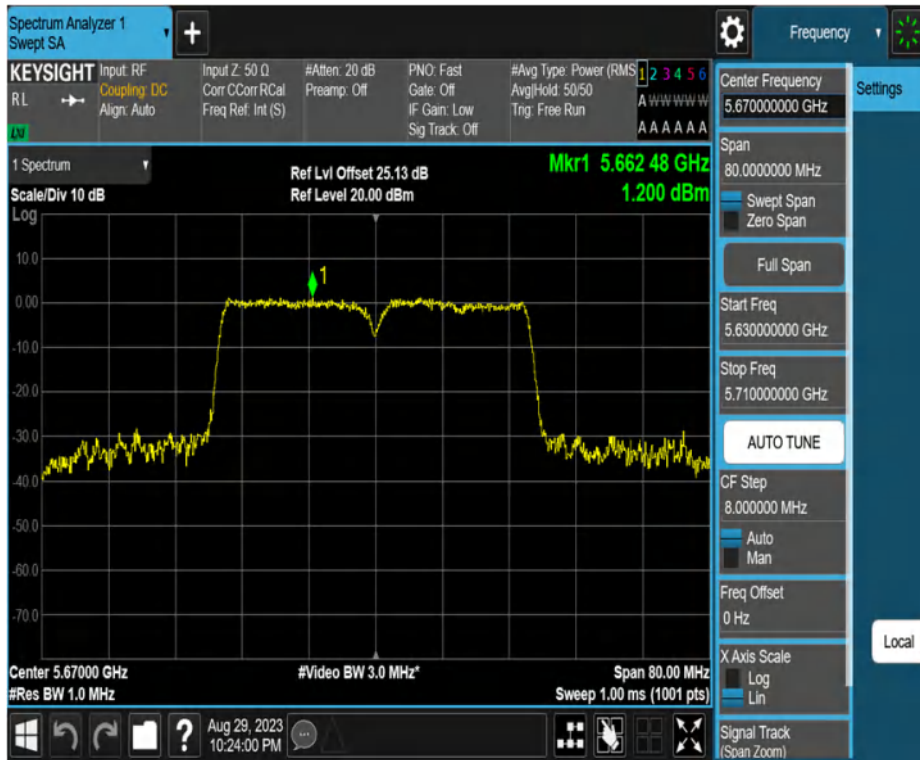 Spectrum Analyzer 1
Swept SA
+
Frequency
KEYSIGHT
RL
LXI
Input: RF
Coupling: DC
Align: Auto
Input Z: 50 Ω
Corr CCorr RCal
Freq Ref: Int (S)
#Atten: 20 dB
Preamp: Off
PNO: Fast
Gate: Off
IF Gain: Low
Sig Track: Off
#Avg Type: Power (RMS
Avg|Hold: 50/50
Trig: Free Run
1 2 3 4 5 6
A W W W W W
A A A A A A
Center Frequency
5.670000000 GHz
Settings
Span
80.0000000 MHz
Swept Span
Zero Span
Full Span
Start Freq
5.630000000 GHz
Stop Freq
5.710000000 GHz
AUTO TUNE
CF Step
8.000000 MHz
Auto
Man
Freq Offset
0 Hz
X Axis Scale
Log
Lin
Signal Track
(Span Zoom)
Local
1 Spectrum
Scale/Div 10 dB
Log
Ref Lvl Offset 25.13 dB
Ref Level 20.00 dBm
Mkr1 5.662 48 GHz
1.200 dBm
1
10.0
0.00
-10.0
-20.0
-30.0
-40.0
-50.0
-60.0
-70.0
Center 5.67000 GHz
#Res BW 1.0 MHz
#Video BW 3.0 MHz*
Span 80.00 MHz
Sweep 1.00 ms (1001 pts)
?
Aug 29, 2023
10:24:00 PM